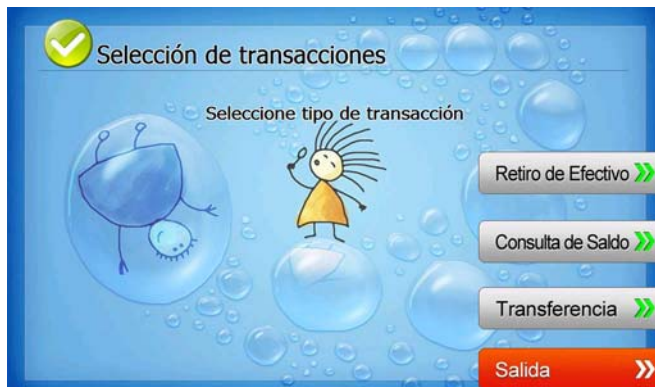 Selección de transacciones
Seleccione tipo de transacción
Retiro de Efectivo
Consulta de Saldo
Transferencia
Salida